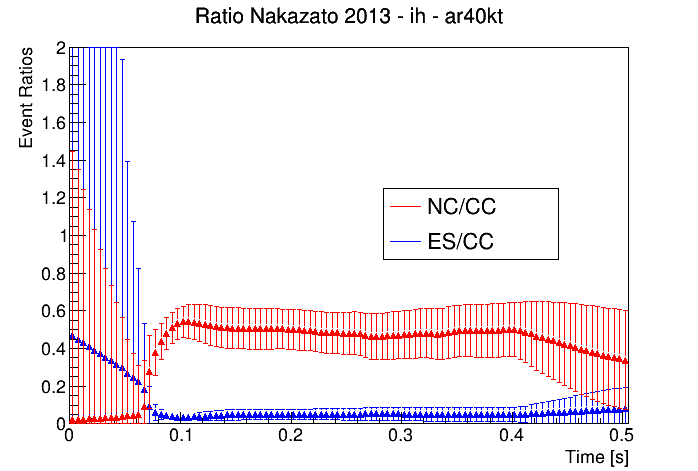 Ratio Nakazato 2013 - ih - ar40kt
Event Ratios
2
1.8
1.6
1.4
1.2
1
0.8
0.6
0.4
0.2
0
NC/CC
ES/CC
0 0.1 0.2 0.3 0.4 0.5
Time [s]